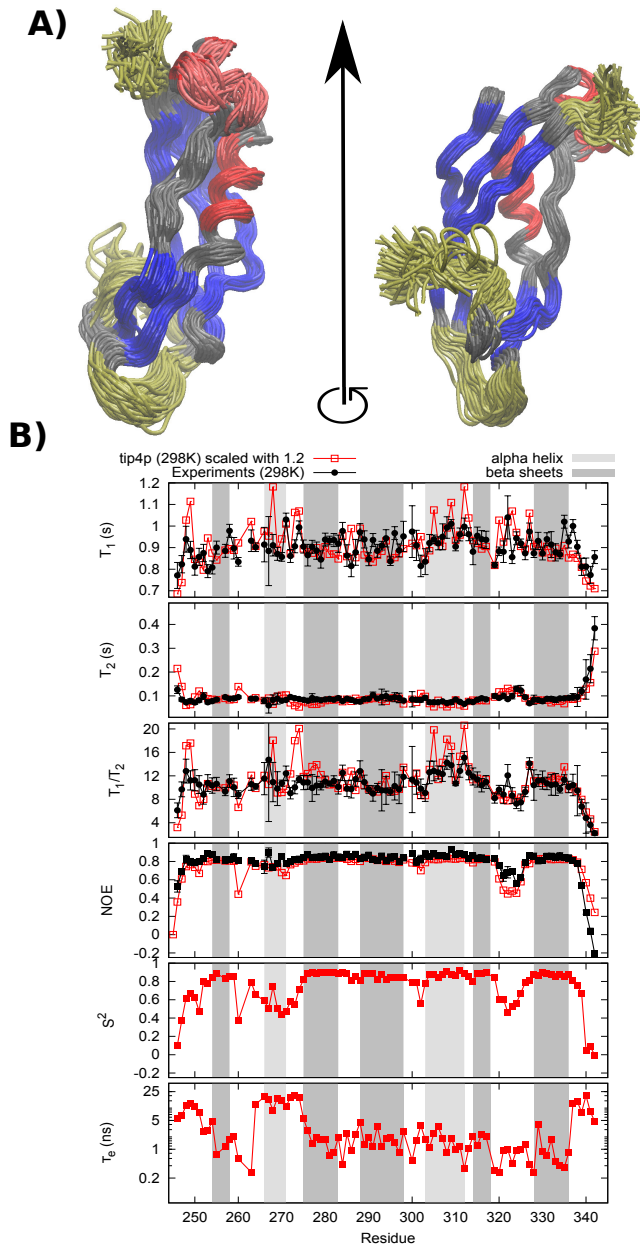 A)
B)
tip4p (298K) scaled with 1.2
alpha helix
Experiments (298K)
beta sheets
T1 (s)
1.2
1.1
1
0.9
0.8
0.7
T2 (s)
0.4
0.3
0.2
0.1
T1/T2
20
16
12
8
4
NOE
1
0.8
0.6
0.4
0.2
0
-0.2
S2
1
0.8
0.6
0.4
0.2
0
-0.2
τe (ns)
25
5
1
0.2
250 260 270 280 290 300 310 320 330 340
Residue